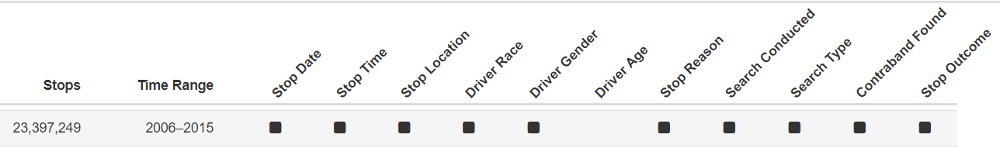 Stops Time Range Stop Date Stop Time Stop Location Driver Race Driver Gender Driver Age Stop Reason Search Conducted Search Type Contraband Found Stop Outcome
23,397,249 2006–2015